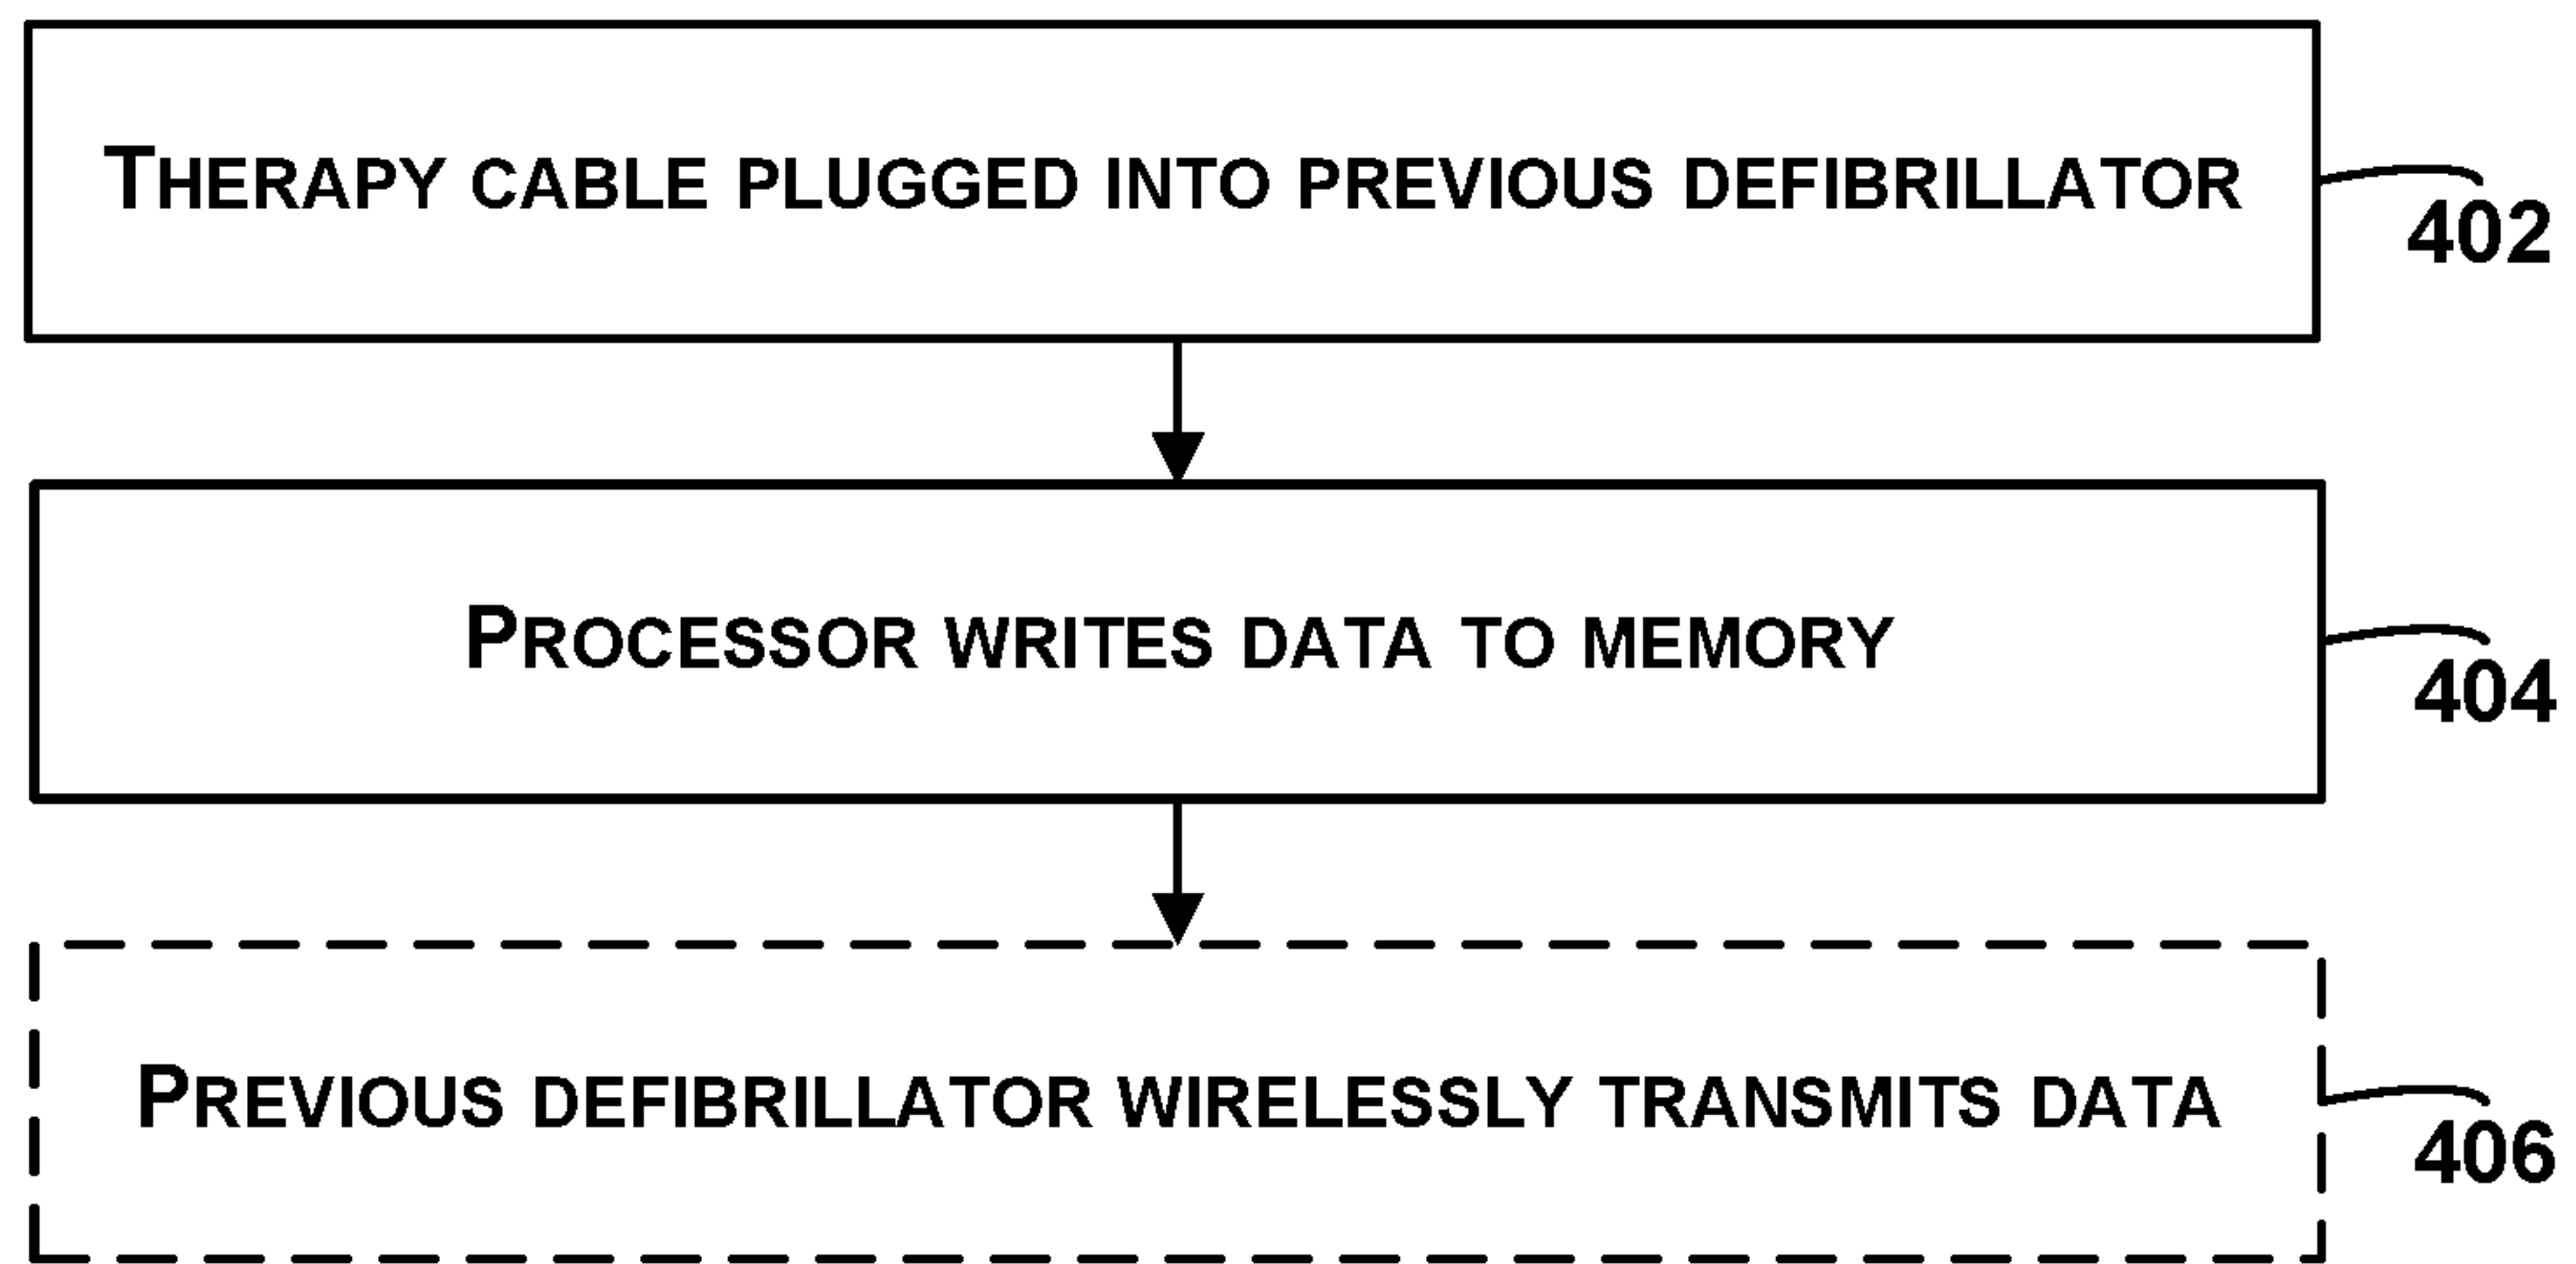 THERAPY CABLE PLUGGED INTO PREVIOUS DEFIBRILLATOR
402
PROCESSOR WRITES DATA TO MEMORY
404
PREVIOUS DEFIBRILLATOR WIRELESSLY TRANSMITS DATA
406